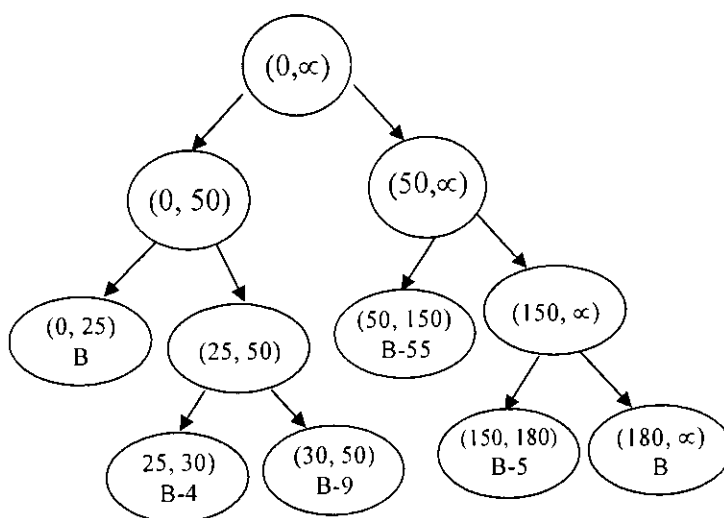 (0,∝)
(0, 50)
(50,∝)
(0, 25)
B
(25, 50)
(50, 150)
B-55
(150, ∝)
25, 30)
B-4
(30, 50)
B-9
(150, 180)
B-5
(180, ∝)
B